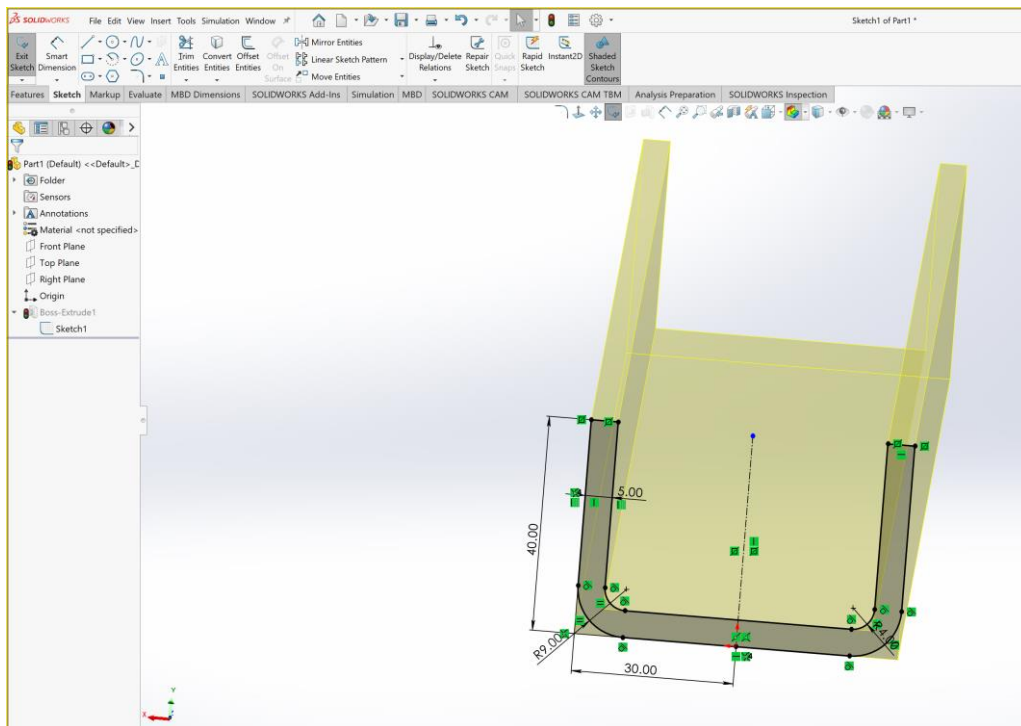 SOLIDWORKS File Edit View Insert Tools Simulation Window Sketch1 of Part1 *
Exit Sketch
Smart Dimension
Trim Entities
Convert Entities
Offset Entities
Offset On Surface
Mirror Entities
Linear Sketch Pattern
Move Entities
Display/Delete Relations
Repair Sketch
Quick Snaps
Rapid Sketch
Instant2D
Shaded Sketch Contours
Features Sketch Markup Evaluate MBD Dimensions SOLIDWORKS Add-Ins Simulation MBD SOLIDWORKS CAM SOLIDWORKS CAM TBM Analysis Preparation SOLIDWORKS Inspection
Part1 (Default) <<Default>_D
Folder
Sensors
Annotations
Material <not specified>
Front Plane
Top Plane
Right Plane
Origin
Boss-Extrude1
Sketch1
5.00
40.00
R9.00
30.00
Y
X